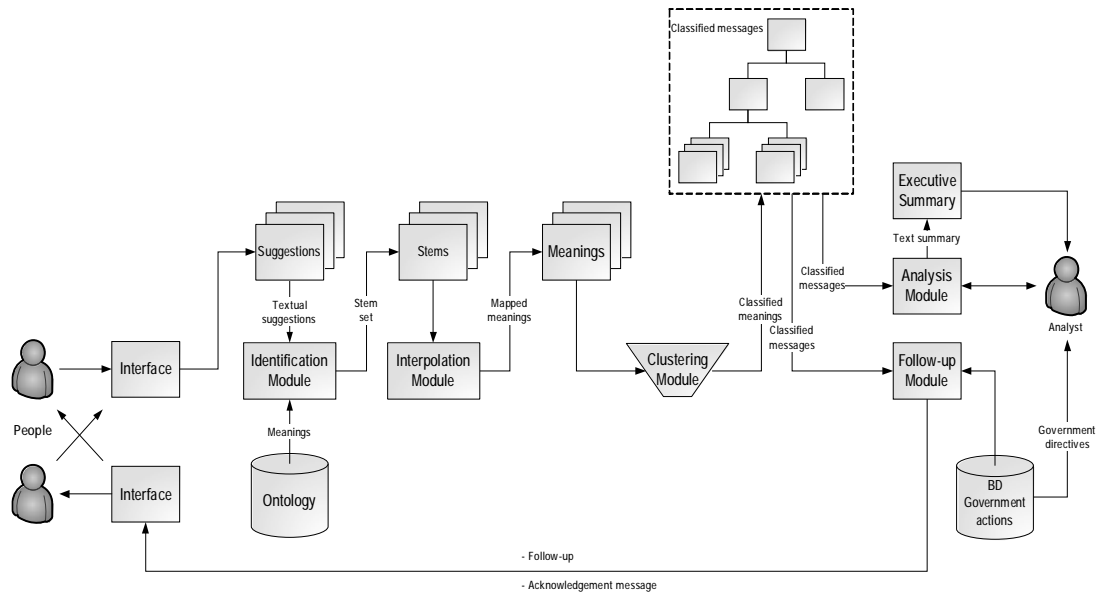 Classified messages
Executive
Summary
Text summary
Suggestions
Stems
Meanings
Classified
messages
Analysis
Module
Analyst
Textual
suggestions
Stem
set
Mapped
meanings
Classified
meanings
Classified
messages
Interface
Identification
Module
Interpolation
Module
Clustering
Module
Follow-up
Module
People
Meanings
Government
directives
Interface
Ontology
BD
Government
actions
- Follow-up
- Acknowledgement message